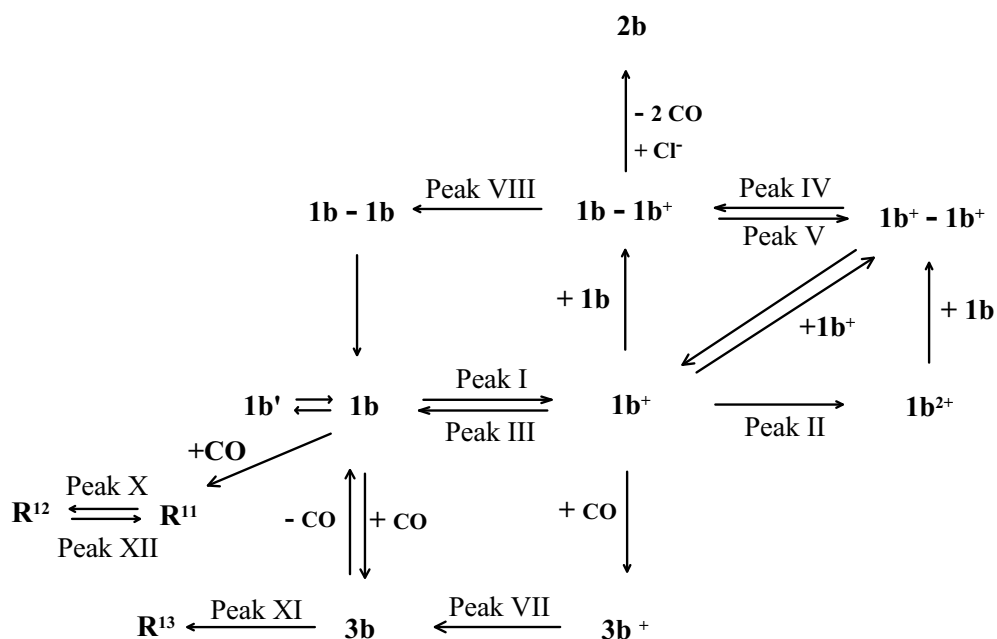 2b
- 2 CO
+ Cl⁻
Peak VIII
Peak IV
1b - 1b
1b - 1b⁺
1b⁺ - 1b⁺
Peak V
+ 1b
+1b⁺
+ 1b
Peak I
1b'
1b
1b⁺
1b²⁺
Peak III
Peak II
+CO
Peak X
R¹²
R¹¹
- CO
+ CO
+ CO
Peak XII
Peak XI
Peak VII
R¹³
3b
3b ⁺